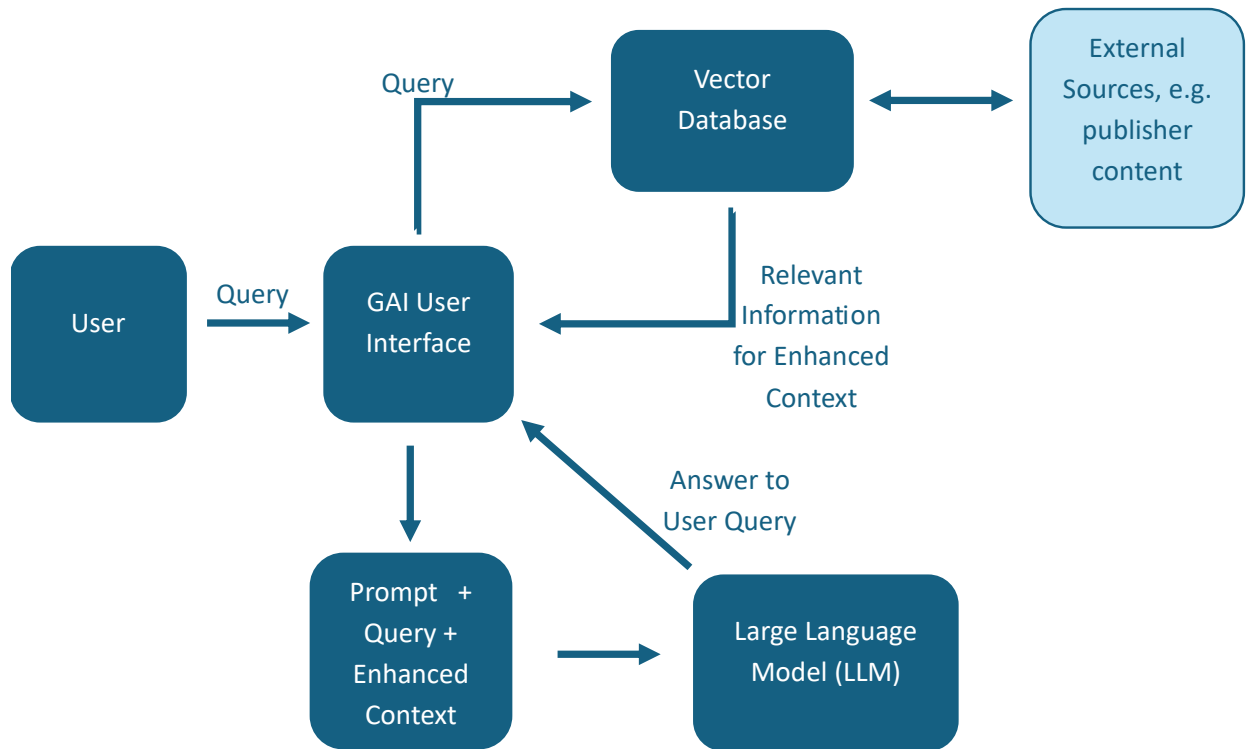 Query
Vector
Database
External
Sources, e.g.
publisher
content
User
Query
GAI User
Interface
Relevant
Information
for Enhanced
Context
Answer to
User Query
Prompt +
Query +
Enhanced
Context
Large Language
Model (LLM)